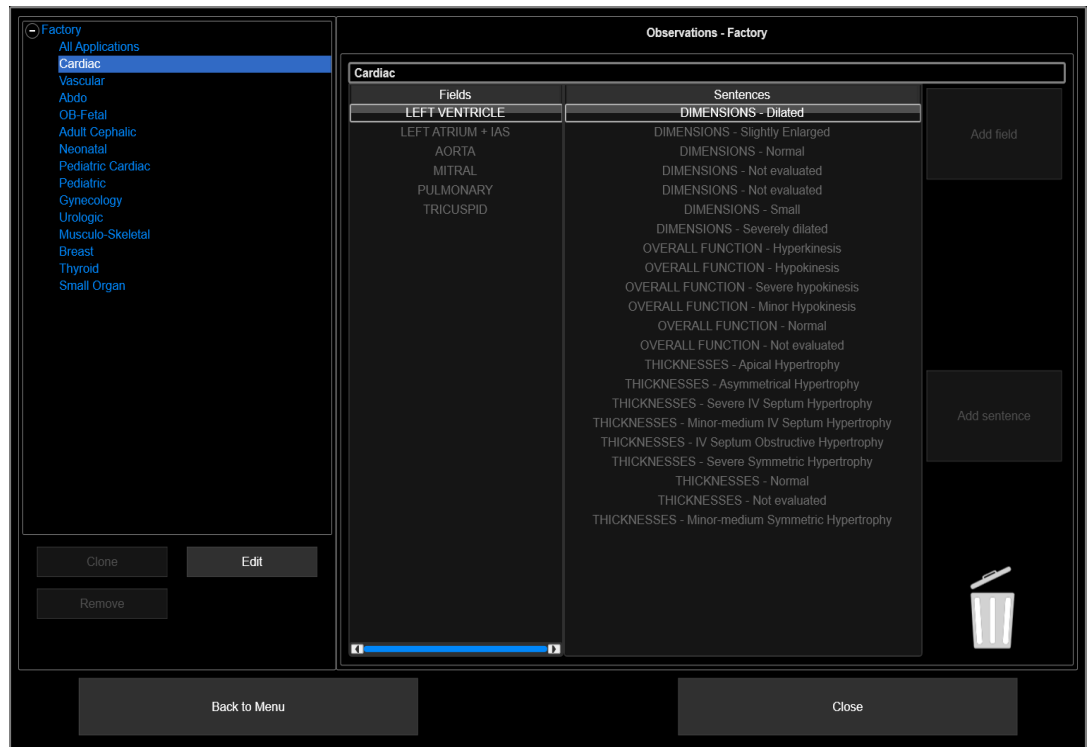 Factory
All Applications
Cardiac
Vascular
Abdo
OB-Fetal
Adult Cephalic
Neonatal
Pediatric Cardiac
Pediatric
Gynecology
Urologic
Musculo-Skeletal
Breast
Thyroid
Small Organ
Clone
Edit
Remove
Observations - Factory
Cardiac
Fields
LEFT VENTRICLE
LEFT ATRIUM + IAS
AORTA
MITRAL
PULMONARY
TRICUSPID
Sentences
DIMENSIONS - Dilated
DIMENSIONS - Slightly Enlarged
DIMENSIONS - Normal
DIMENSIONS - Not evaluated
DIMENSIONS - Not evaluated
DIMENSIONS - Small
DIMENSIONS - Severely dilated
OVERALL FUNCTION - Hyperkinesis
OVERALL FUNCTION - Hypokinesis
OVERALL FUNCTION - Severe hypokinesis
OVERALL FUNCTION - Minor Hypokinesis
OVERALL FUNCTION - Normal
OVERALL FUNCTION - Not evaluated
THICKNESSES - Apical Hypertrophy
THICKNESSES - Asymmetrical Hypertrophy
THICKNESSES - Severe IV Septum Hypertrophy
THICKNESSES - Minor-medium IV Septum Hypertrophy
THICKNESSES - IV Septum Obstructive Hypertrophy
THICKNESSES - Severe Symmetric Hypertrophy
THICKNESSES - Normal
THICKNESSES - Not evaluated
THICKNESSES - Minor-medium Symmetric Hypertrophy
Add field
Add sentence
Back to Menu
Close